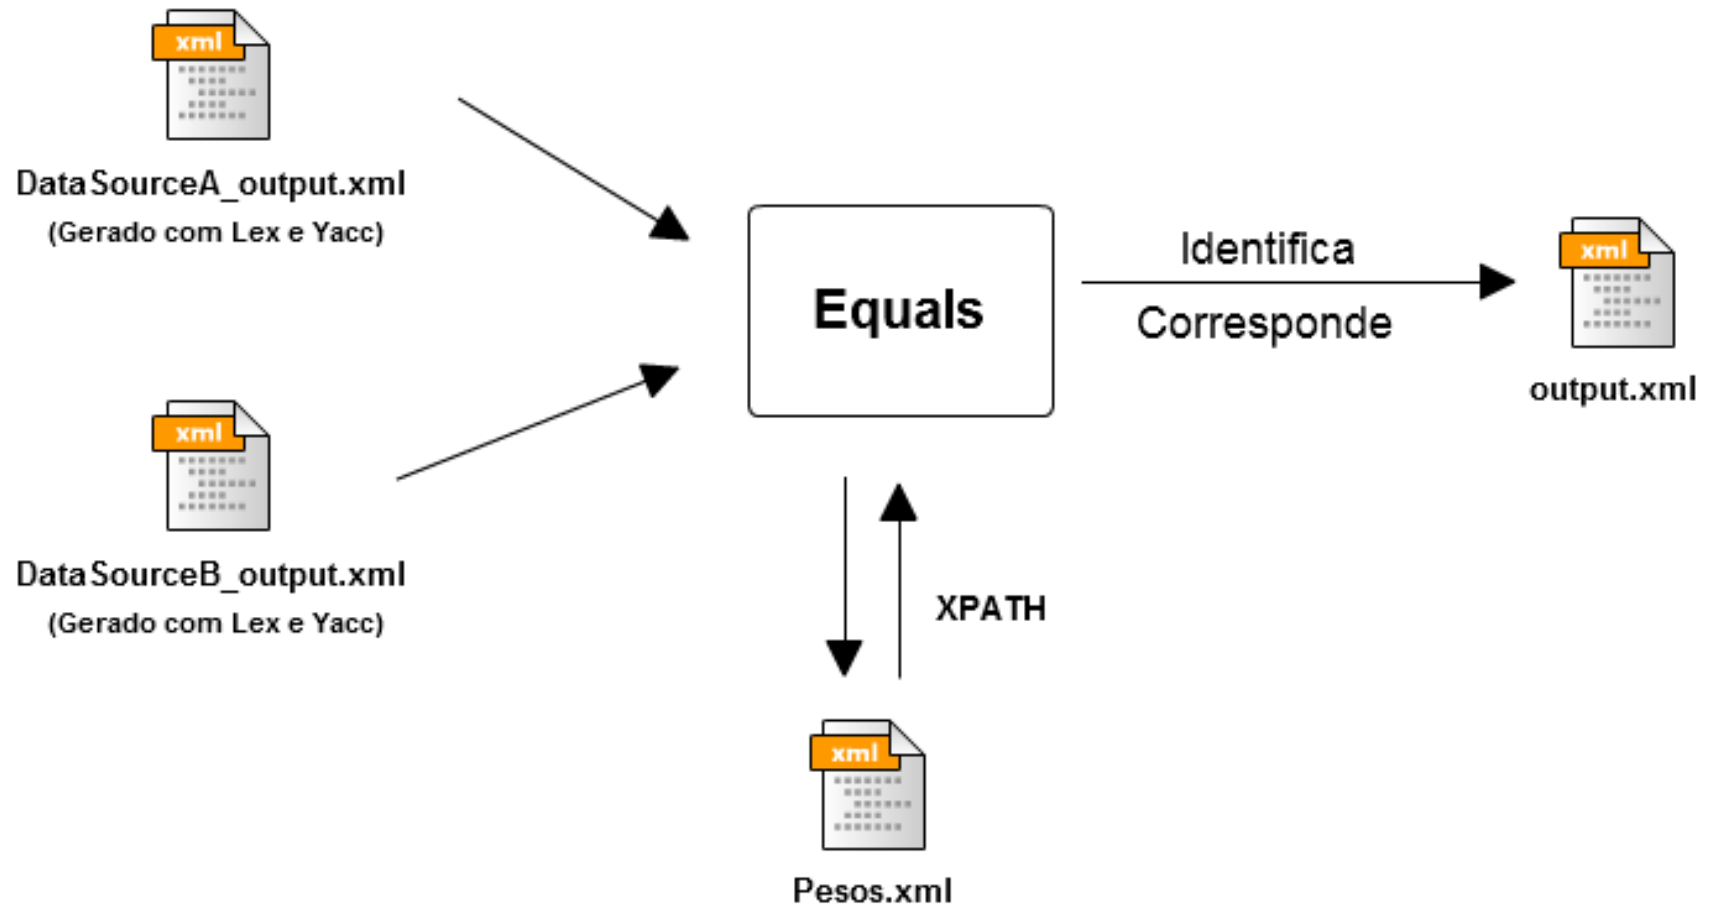 xml
DataSourceA_output.xml
(Gerado com Lex e Yacc)
xml
DataSourceB_output.xml
(Gerado com Lex e Yacc)
Equals
Identifica
Corresponde
xml
output.xml
XPATH
xml
Pesos.xml